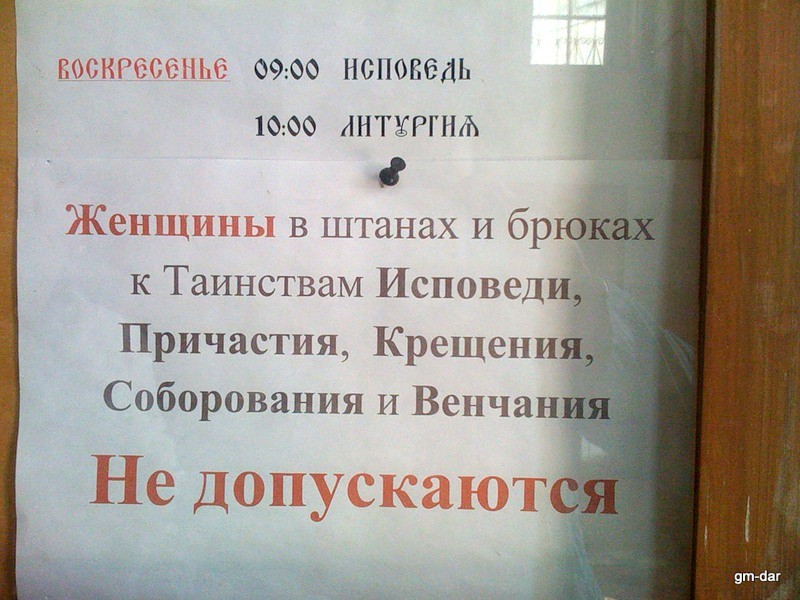 ВОСКРЕСЕНЬЕ 09:00 ИСПОВЕДЬ
10:00 ЛИТУРГИЯ
Женщины в штанах и брюках
к Таинствам Исповеди,
Причастия, Крещения,
Соборования и Венчания
Не допускаются
gm-dar